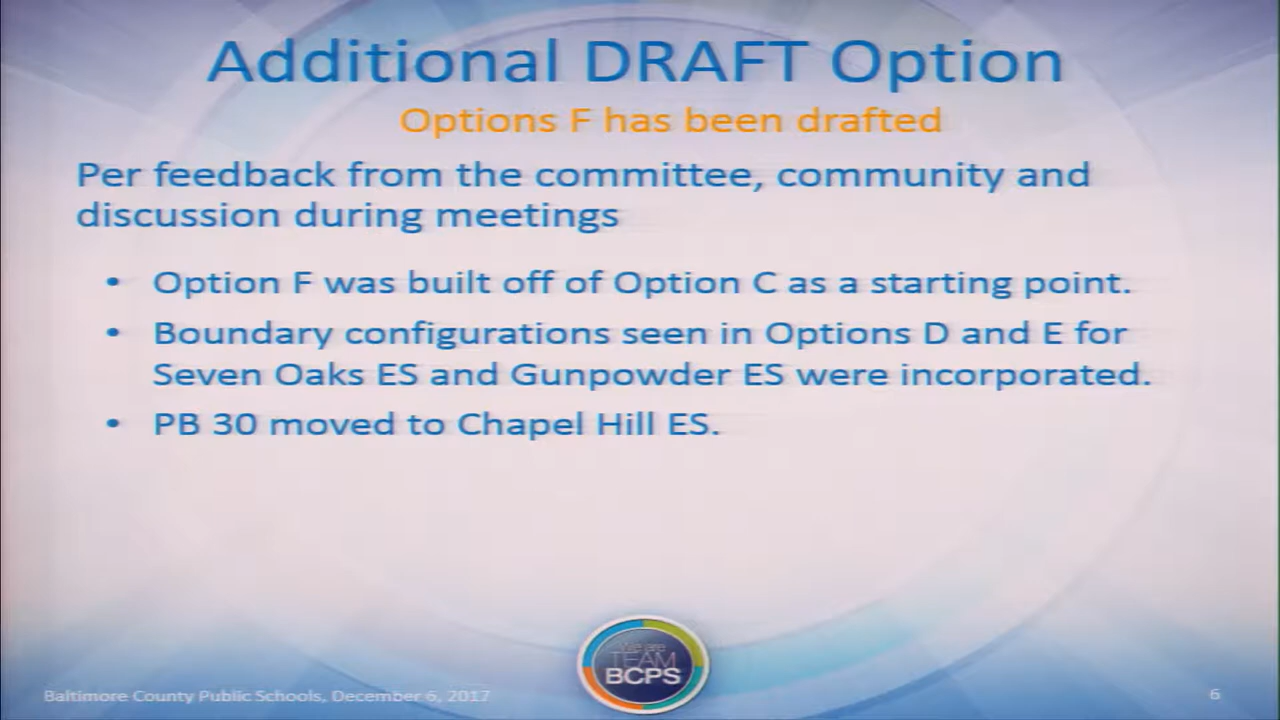 Additional DRAFT Option
Options F has been drafted
Per feedback from the committee, community and
discussion during meetings
• Option F was built off of Option C as a starting point.
• Boundary configurations seen in Options D and E for
Seven Oaks ES and Gunpowder ES were incorporated.
• PB 30 moved to Chapel Hill ES.
We are
TEAM
BCPS
Baltimore County Public Schools, December 6, 2017
6